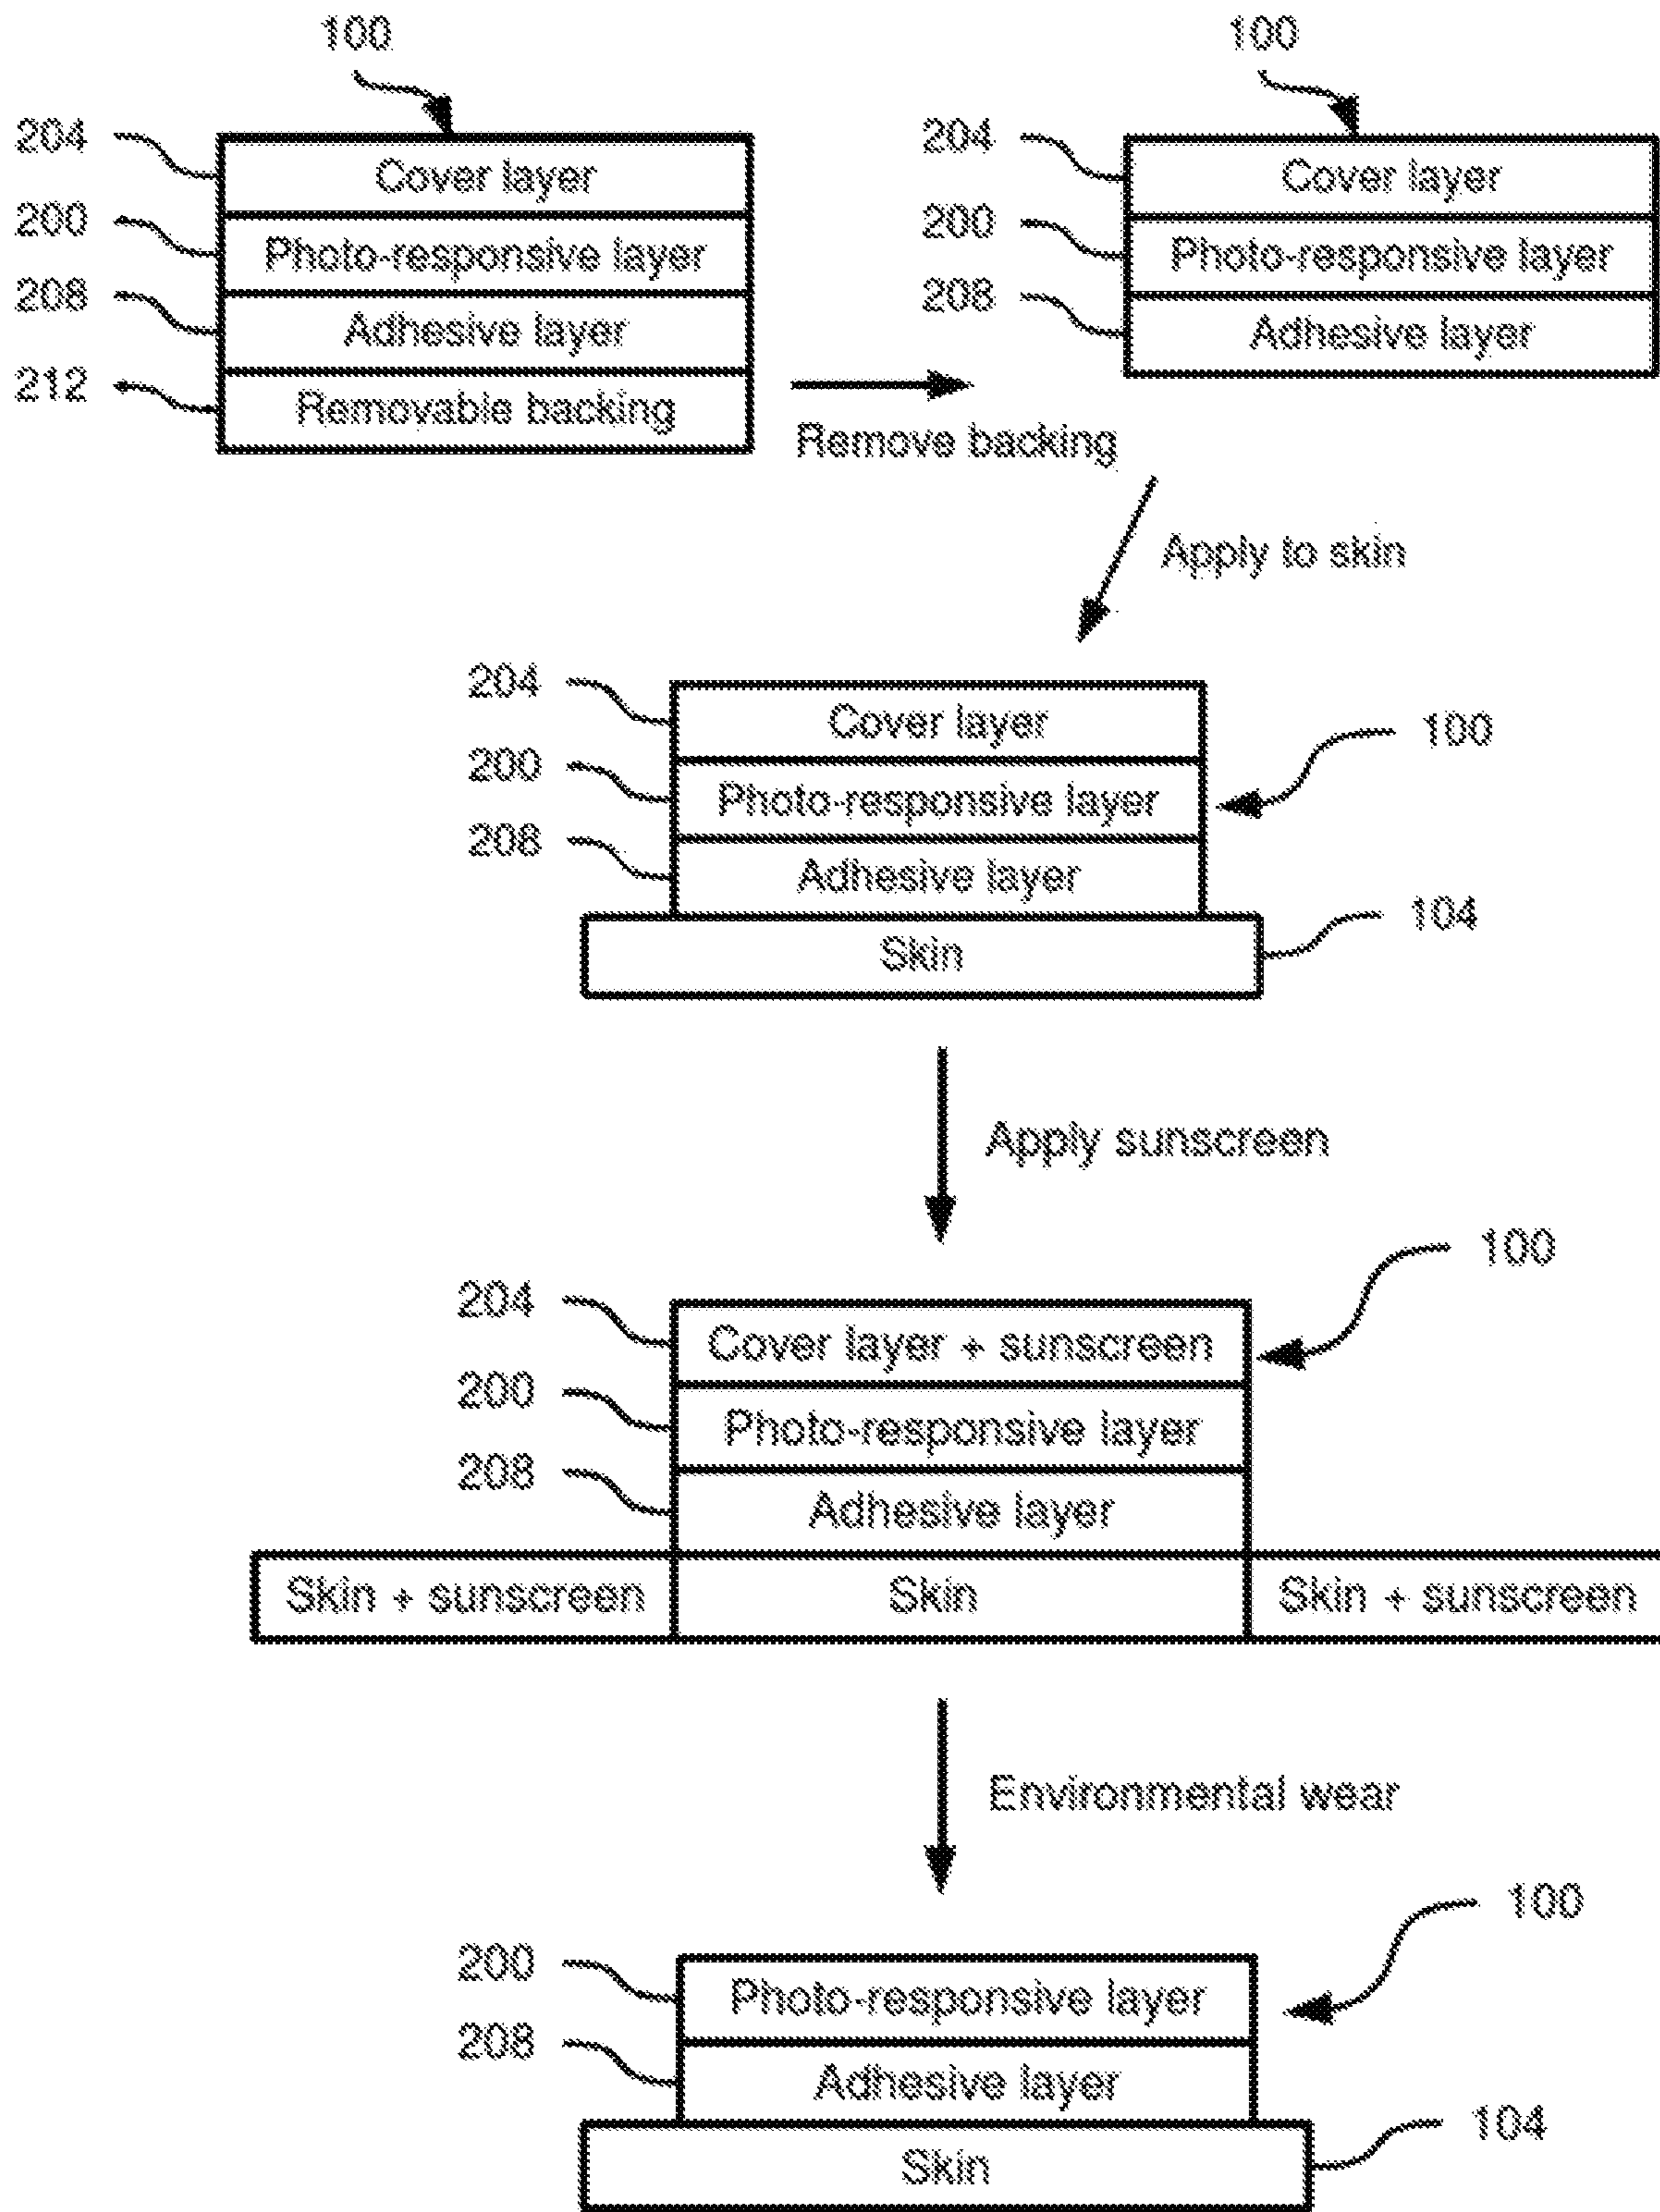 100
100
204
Cover layer
204
Cover layer
200
Photo-responsive layer
200
Photo-responsive layer
208
Adhesive layer
208
Adhesive layer
212
Removable backing
Remove backing
Apply to skin
204
Cover layer
100
200
Photo-responsive layer
208
Adhesive layer
104
Skin
Apply sunscreen
100
204
Cover layer + sunscreen
200
Photo-responsive layer
208
Adhesive layer
Skin + sunscreen
Skin
Skin + sunscreen
Environmental wear
100
200
Photo-responsive layer
208
Adhesive layer
104
Skin